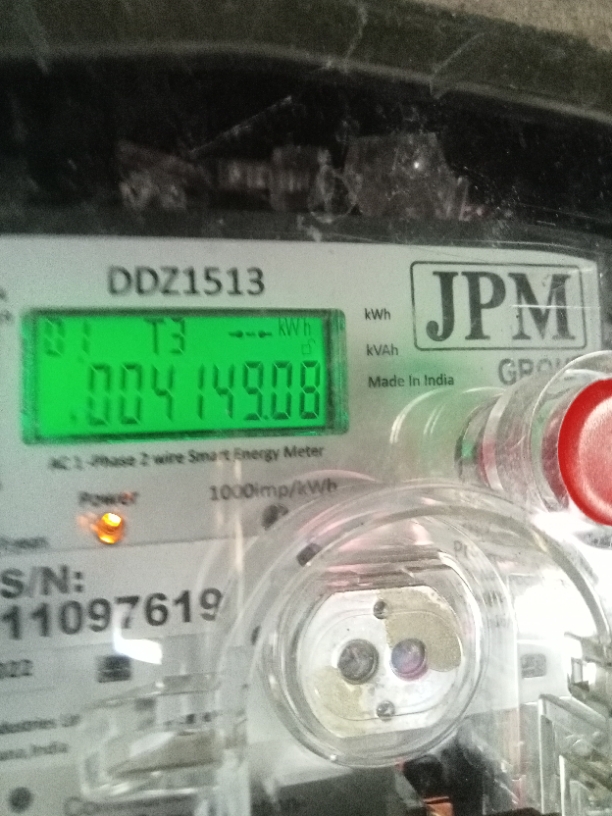 DDZ1513
01 T3 kWh
004149.08
AC 1-Phase 2 wire Smart Energy Meter
Power
1000imp/kWh
kWh
kVAh
Made In India
JPM
GROUP
S/N:
11097619